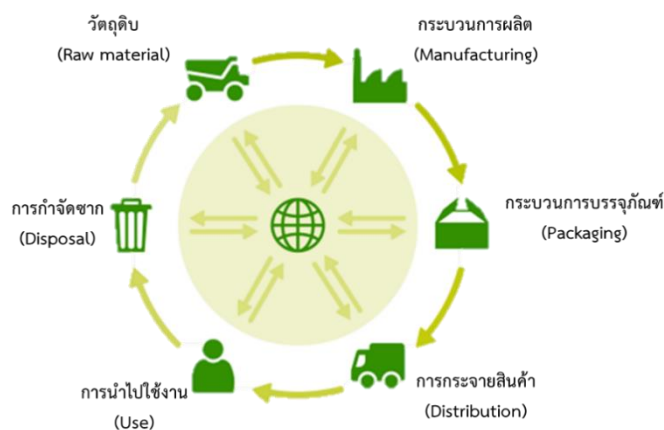 วัตถุดิบ
(Raw material)
กระบวนการผลิต
(Manufacturing)
กระบวนการบรรจุภัณฑ์
(Packaging)
การกระจายสินค้า
(Distribution)
การนำไปใช้งาน
(Use)
การกำจัดซาก
(Disposal)